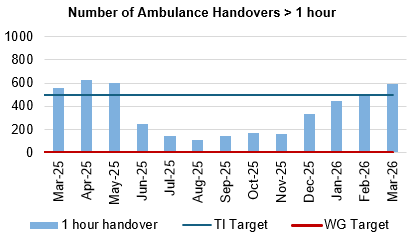 Number of Ambulance Handovers > 1 hour
1000
800
600
400
200
0
Mar-25
Apr-25
May-25
Jun-25
Jul-25
Aug-25
Sep-25
Oct-25
Nov-25
Dec-25
Jan-26
Feb-26
Mar-26
1 hour handover TI Target WG Target